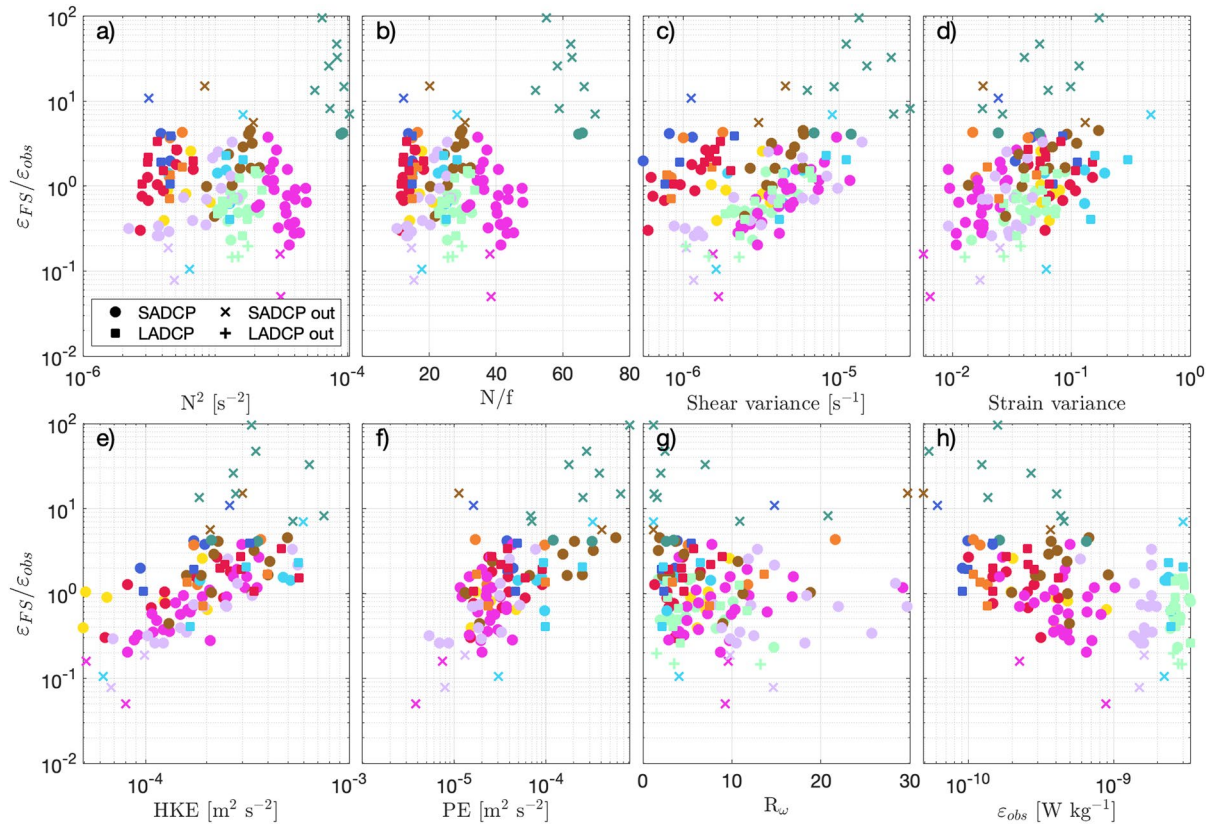 10^2
10^1
10^0
10^-1
10^-2
ε_FS/ε_obs
a)
b)
c)
d)
SADCP
SADCP out
LADCP
LADCP out
10^-6
10^-4
N^2 [s^-2]
20
40
60
80
N/f
10^-6
10^-5
Shear variance [s^-1]
10^-2
10^-1
10^0
Strain variance
10^2
10^1
10^0
10^-1
10^-2
ε_FS/ε_obs
e)
f)
g)
h)
10^-4
10^-3
HKE [m^2 s^-2]
10^-5
10^-4
PE [m^2 s^-2]
0
10
20
30
R_ω
10^-10
10^-9
ε_obs [W kg^-1]